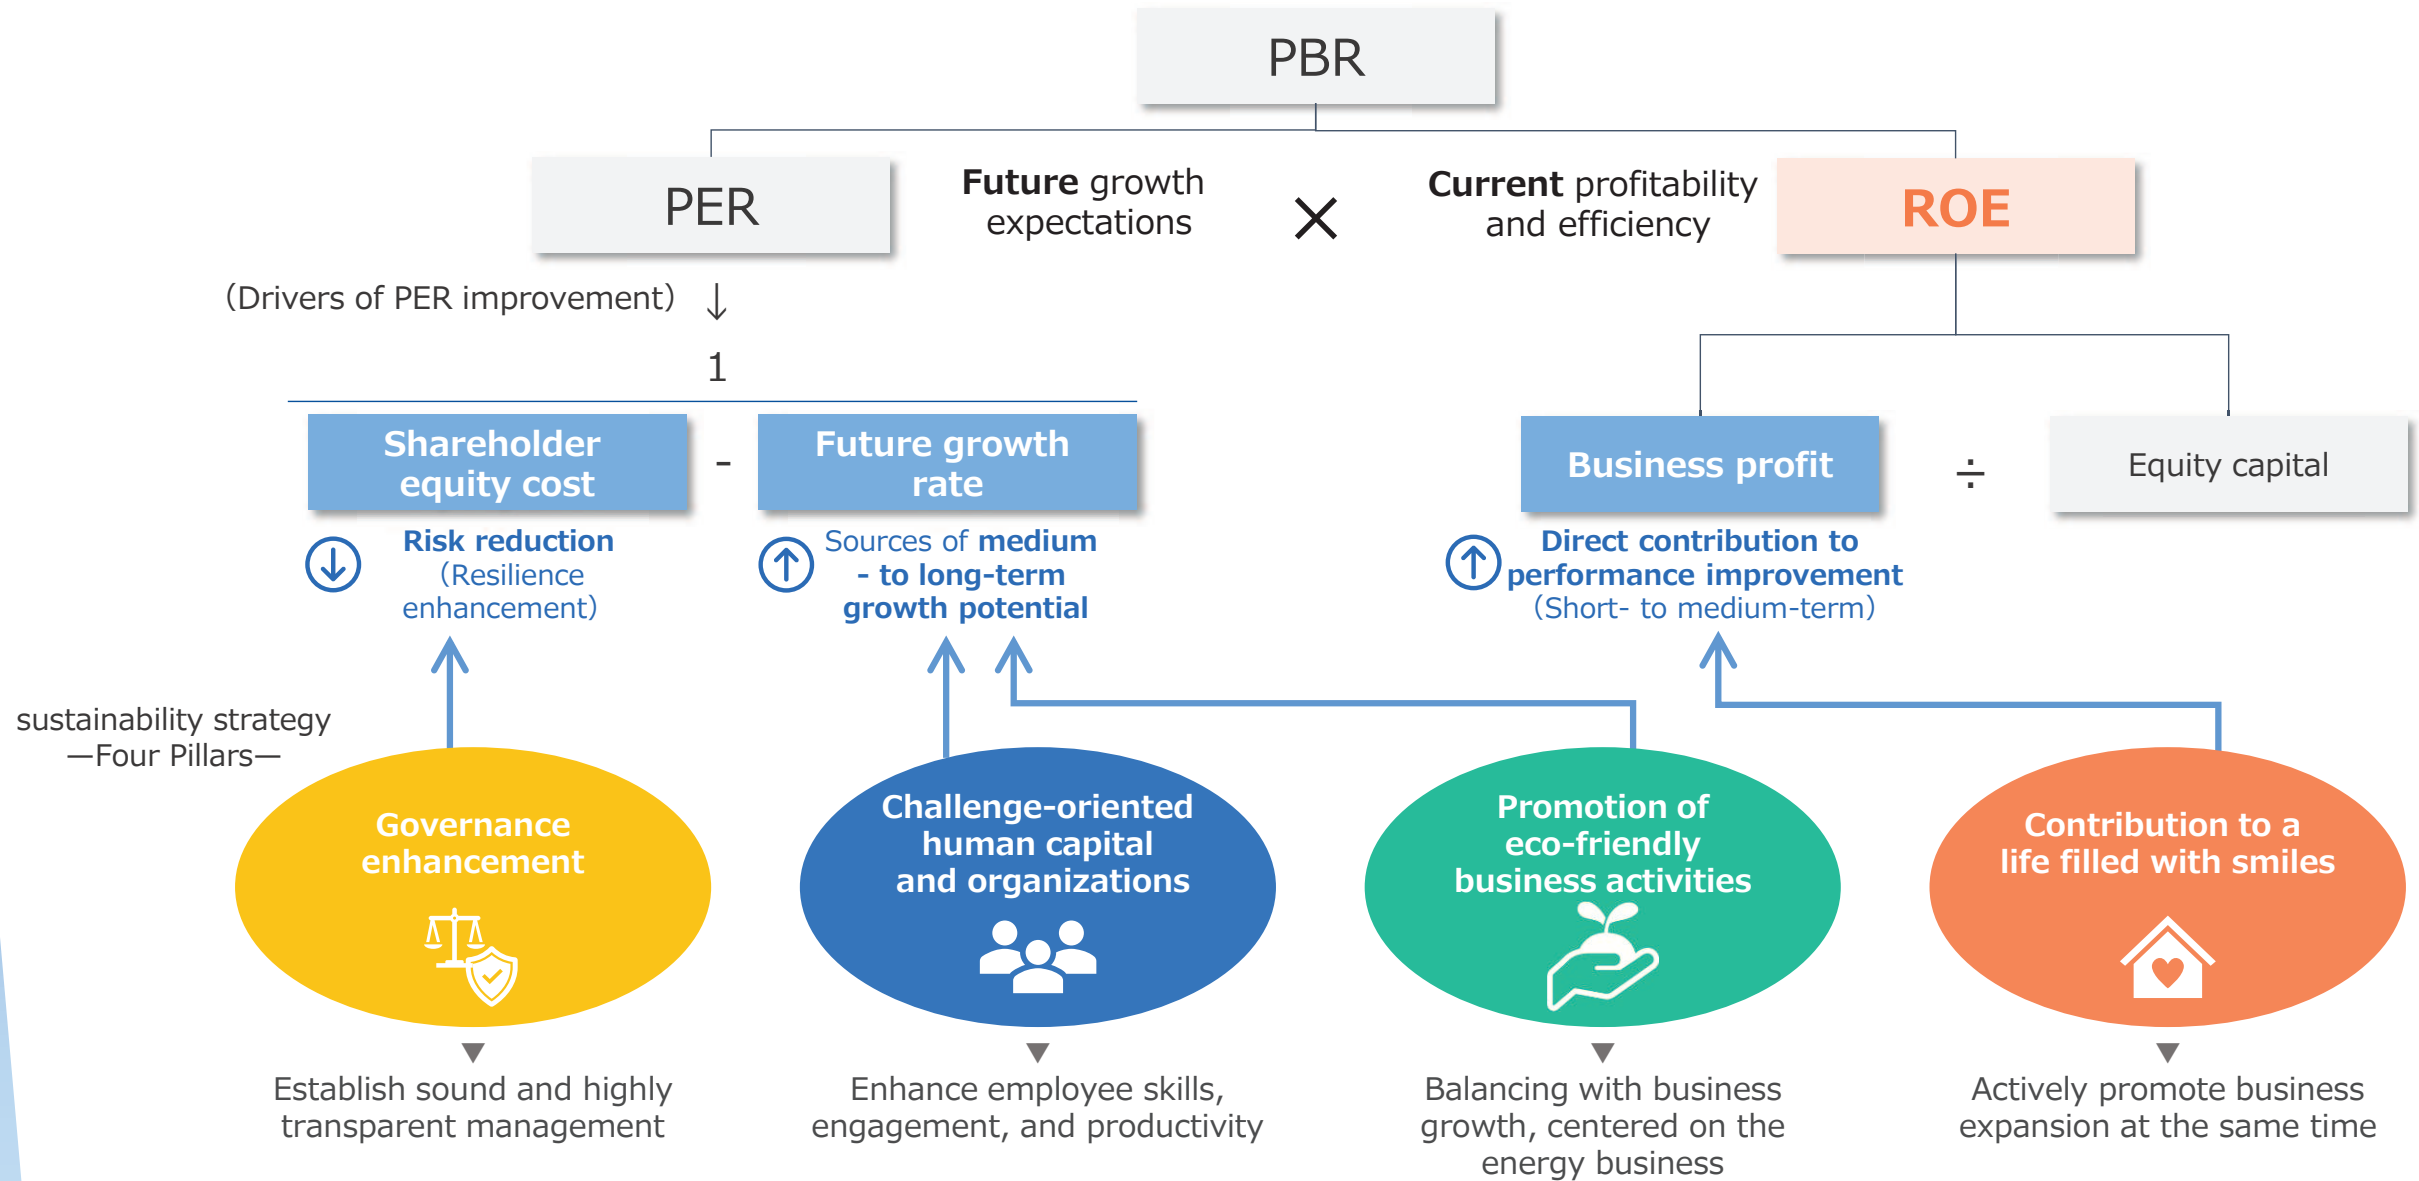 PBR
PER
Future growth
expectations
×
Current profitability
and efficiency
ROE
（Drivers of PER improvement）
↓
1
Shareholder
equity cost
-
Future growth
rate
Business profit
÷
Equity capital
Risk reduction
（Resilience
enhancement）
Sources of medium
- to long-term
growth potential
Direct contribution to
performance improvement
（Short- to medium-term）
sustainability strategy
—Four Pillars—
Governance
enhancement
Challenge-oriented
human capital
and organizations
Promotion of
eco-friendly
business activities
Contribution to a
life filled with smiles
Establish sound and highly
transparent management
Enhance employee skills,
engagement, and productivity
Balancing with business
growth, centered on the
energy business
Actively promote business
expansion at the same time